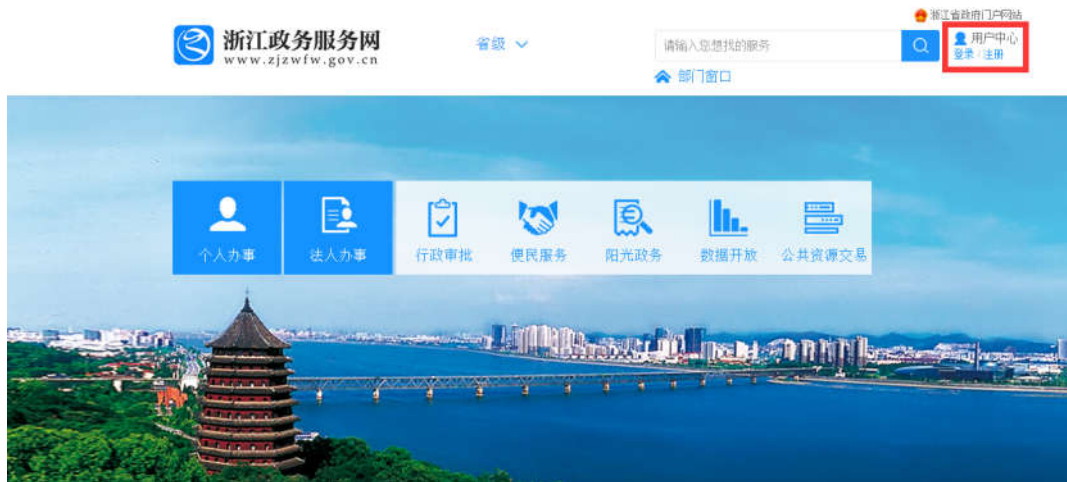 浙江省政府门户网站
浙江政务服务网
www.zjzwfw.gov.cn
省级
请输入您想找的服务
用户中心
登录 / 注册
部门窗口
个人办事
法人办事
行政审批
便民服务
阳光政务
数据开放
公共资源交易